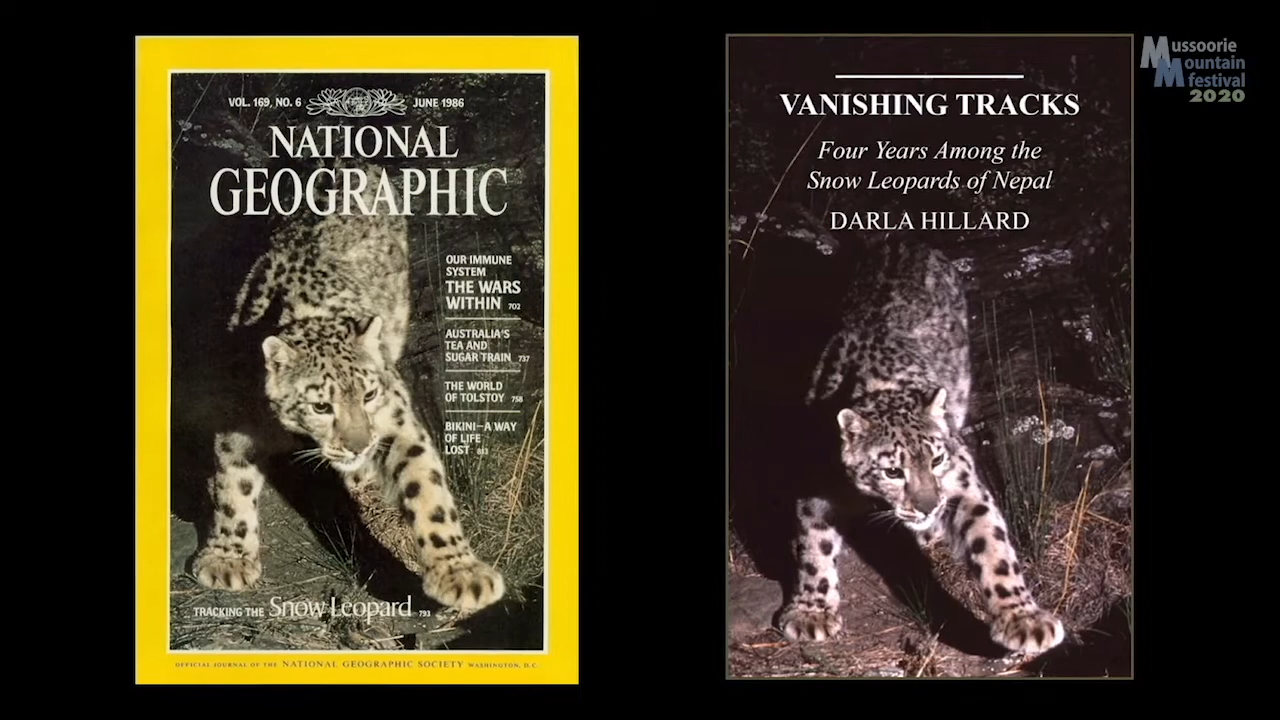 VOL. 169, NO. 6
JUNE 1986
NATIONAL
GEOGRAPHIC
OUR IMMUNE
SYSTEM
THE WARS
WITHIN 702
AUSTRALIA'S
TEA AND
SUGAR TRAIN 737
THE WORLD
OF TOLSTOY 758
BIKINI—A WAY
OF LIFE
LOST 813
TRACKING THE Snow Leopard 793
OFFICIAL JOURNAL OF THE NATIONAL GEOGRAPHIC SOCIETY WASHINGTON, D.C.
VANISHING TRACKS
Four Years Among the
Snow Leopards of Nepal
DARLA HILLARD
Mussoorie
Mountain
festival
2020